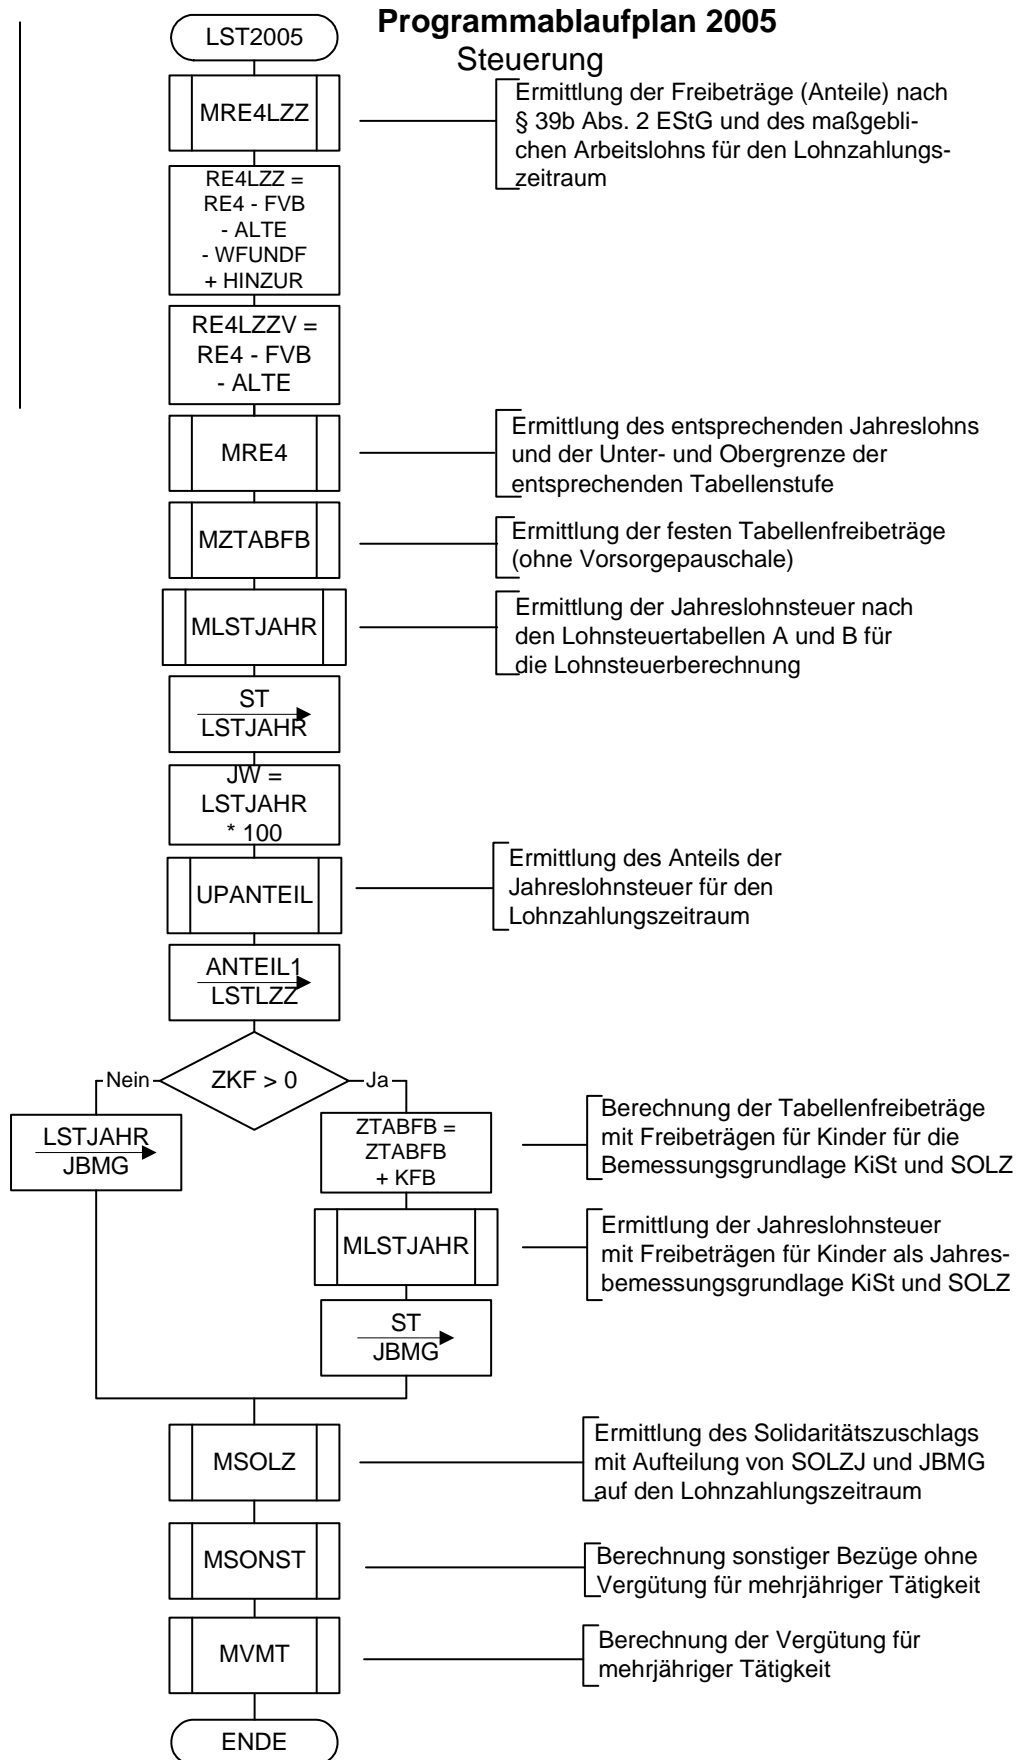 Programmablaufplan 2005
LST2005
Steuerung
MRE4LZZ
Ermittlung der Freibeträge (Anteile) nach
§ 39b Abs. 2 EStG und des maßgebli-
chen Arbeitslohns für den Lohnzahlungs-
zeitraum
RE4LZZ =
RE4 - FVB
- ALTE
- WFUNDF
+ HINZUR
RE4LZZV =
RE4 - FVB
- ALTE
MRE4
Ermittlung des entsprechenden Jahreslohns
und der Unter- und Obergrenze der
entsprechenden Tabellenstufe
MZTABFB
Ermittlung der festen Tabellenfreibeträge
(ohne Vorsorgepauschale)
MLSTJAHR
Ermittlung der Jahreslohnsteuer nach
den Lohnsteuertabellen A und B für
die Lohnsteuerberechnung
ST
LSTJAHR
JW =
LSTJAHR
* 100
UPANTEIL
Ermittlung des Anteils der
Jahreslohnsteuer für den
Lohnzahlungszeitraum
ANTEIL1
LSTLZZ
ZKF > 0
Nein
Ja
LSTJAHR
JBMG
ZTABFB =
ZTABFB
+ KFB
Berechnung der Tabellenfreibeträge
mit Freibeträgen für Kinder für die
Bemessungsgrundlage KiSt und SOLZ
MLSTJAHR
Ermittlung der Jahreslohnsteuer
mit Freibeträgen für Kinder als Jahres-
bemessungsgrundlage KiSt und SOLZ
ST
JBMG
MSOLZ
Ermittlung des Solidaritätszuschlags
mit Aufteilung von SOLZJ und JBMG
auf den Lohnzahlungszeitraum
MSONST
Berechnung sonstiger Bezüge ohne
Vergütung für mehrjähriger Tätigkeit
MVMT
Berechnung der Vergütung für
mehrjähriger Tätigkeit
ENDE